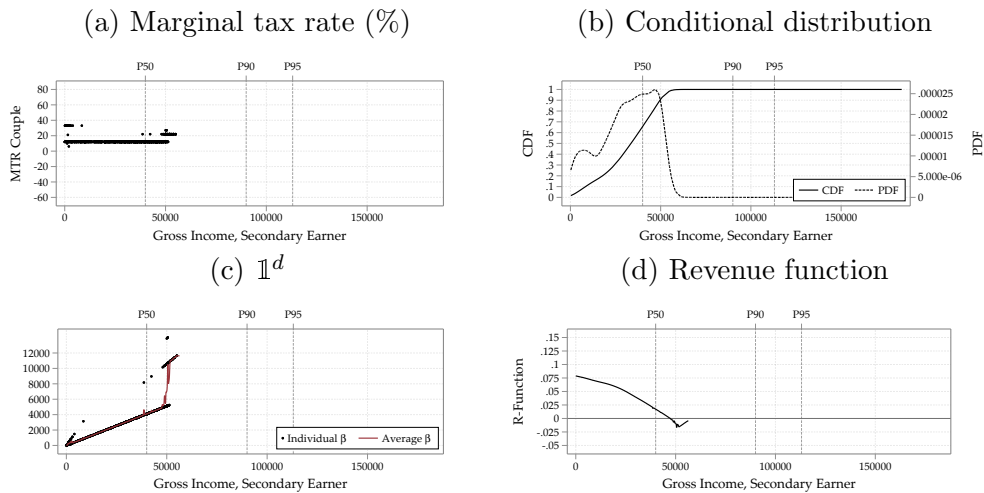 (a) Marginal tax rate (%)
P50 P90 P95
MTR Couple
80
60
40
20
0
-20
-40
-60
0 50000 100000 150000
Gross Income, Secondary Earner
(b) Conditional distribution
P50 P90 P95
CDF
1
.9
.8
.7
.6
.5
.4
.3
.2
.1
0
.000025
.00002
.000015
.00001
5.000e-06
0
PDF
CDF PDF
0 50000 100000 150000
Gross Income, Secondary Earner
(c) 𝟙^d
P50 P90 P95
12000
10000
8000
6000
4000
2000
0
Individual β Average β
0 50000 100000 150000
Gross Income, Secondary Earner
(d) Revenue function
P50 P90 P95
R-Function
.15
.125
.1
.075
.05
.025
0
-.025
-.05
0 50000 100000 150000
Gross Income, Secondary Earner